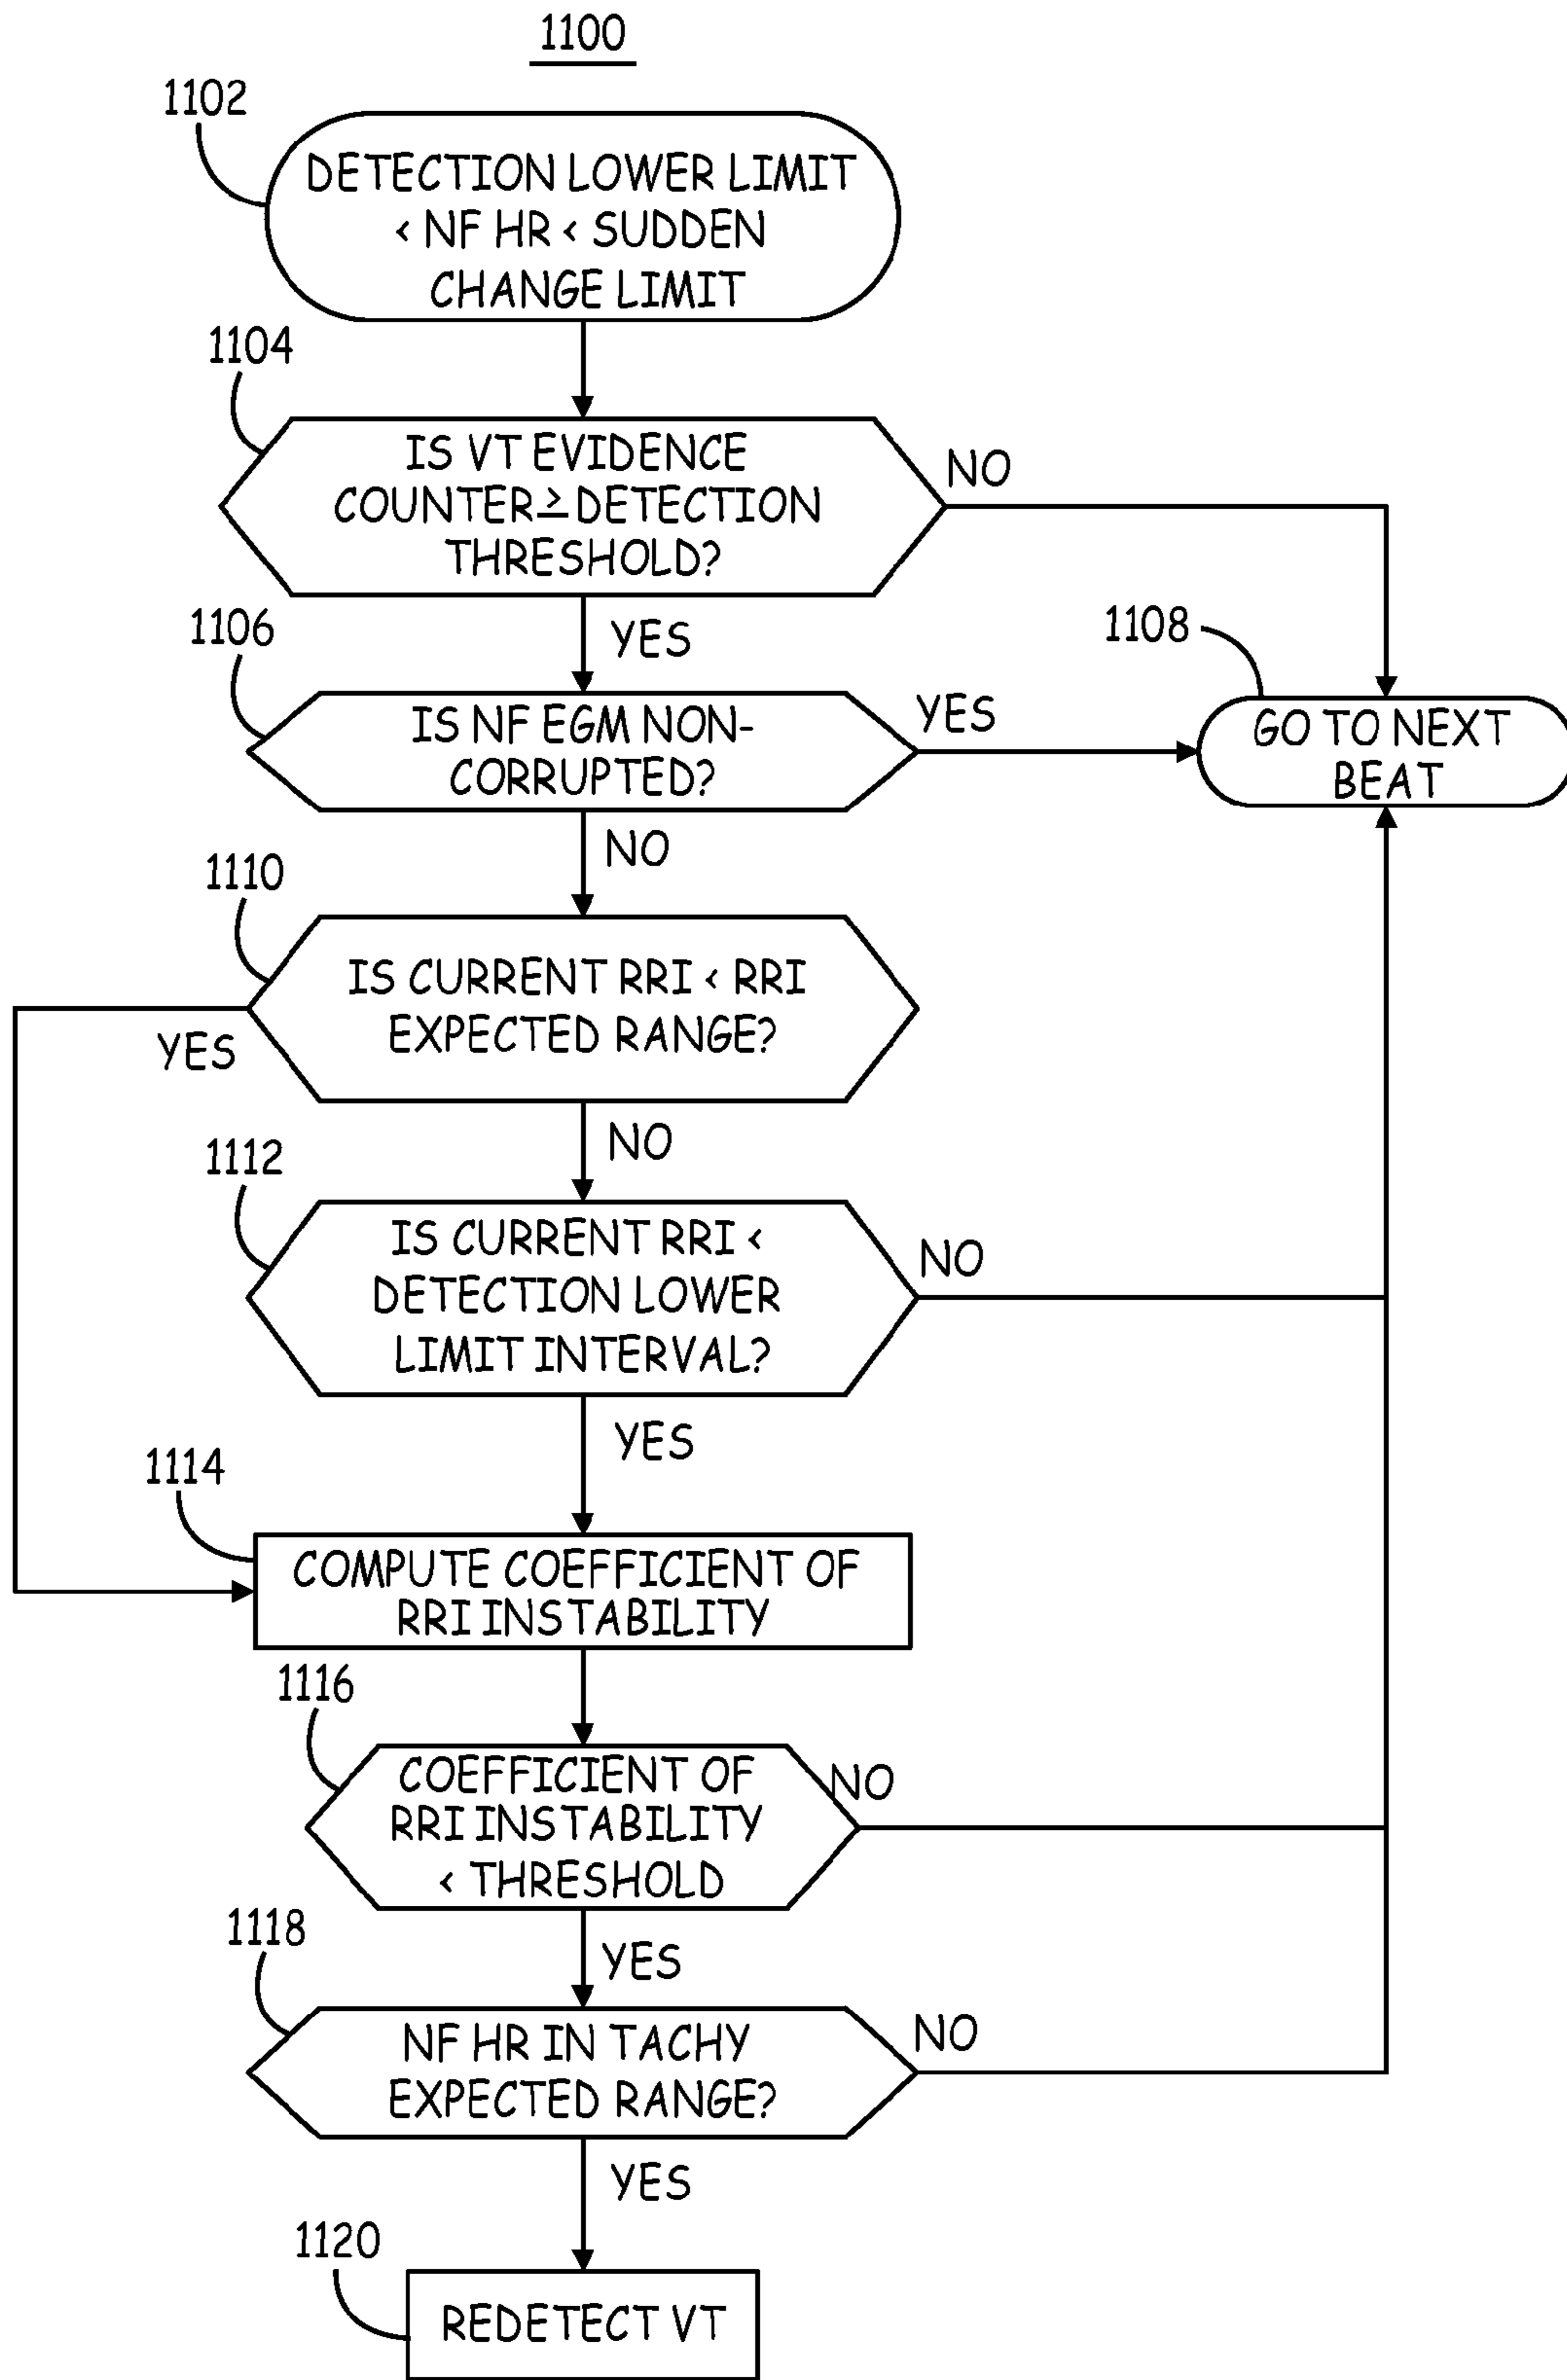 1100
1102
DETECTION LOWER LIMIT
< NF HR < SUDDEN
CHANGE LIMIT
1104
IS VT EVIDENCE
COUNTER ≥ DETECTION
THRESHOLD?
NO
YES
1106
IS NF EGM NON-
CORRUPTED?
YES
1108
GO TO NEXT
BEAT
NO
1110
IS CURRENT RRI < RRI
EXPECTED RANGE?
YES
NO
1112
IS CURRENT RRI <
DETECTION LOWER
LIMIT INTERVAL?
NO
YES
1114
COMPUTE COEFFICIENT OF
RRI INSTABILITY
1116
COEFFICIENT OF
RRI INSTABILITY
< THRESHOLD
NO
YES
1118
NF HR IN TACHY
EXPECTED RANGE?
NO
YES
1120
REDETECT VT